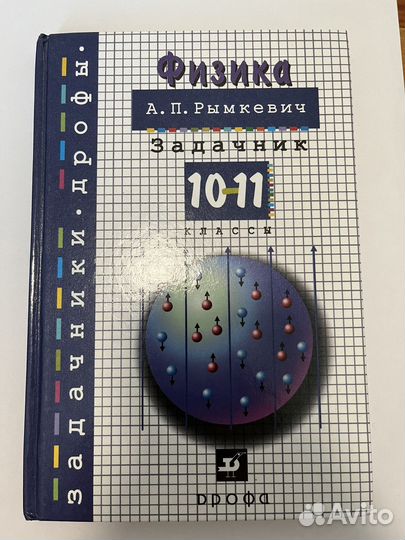 задачники.дрофы.
Физика
А.П.Рымкевич
Задачник
10-11
КЛАССЫ
Дрофа
Avito